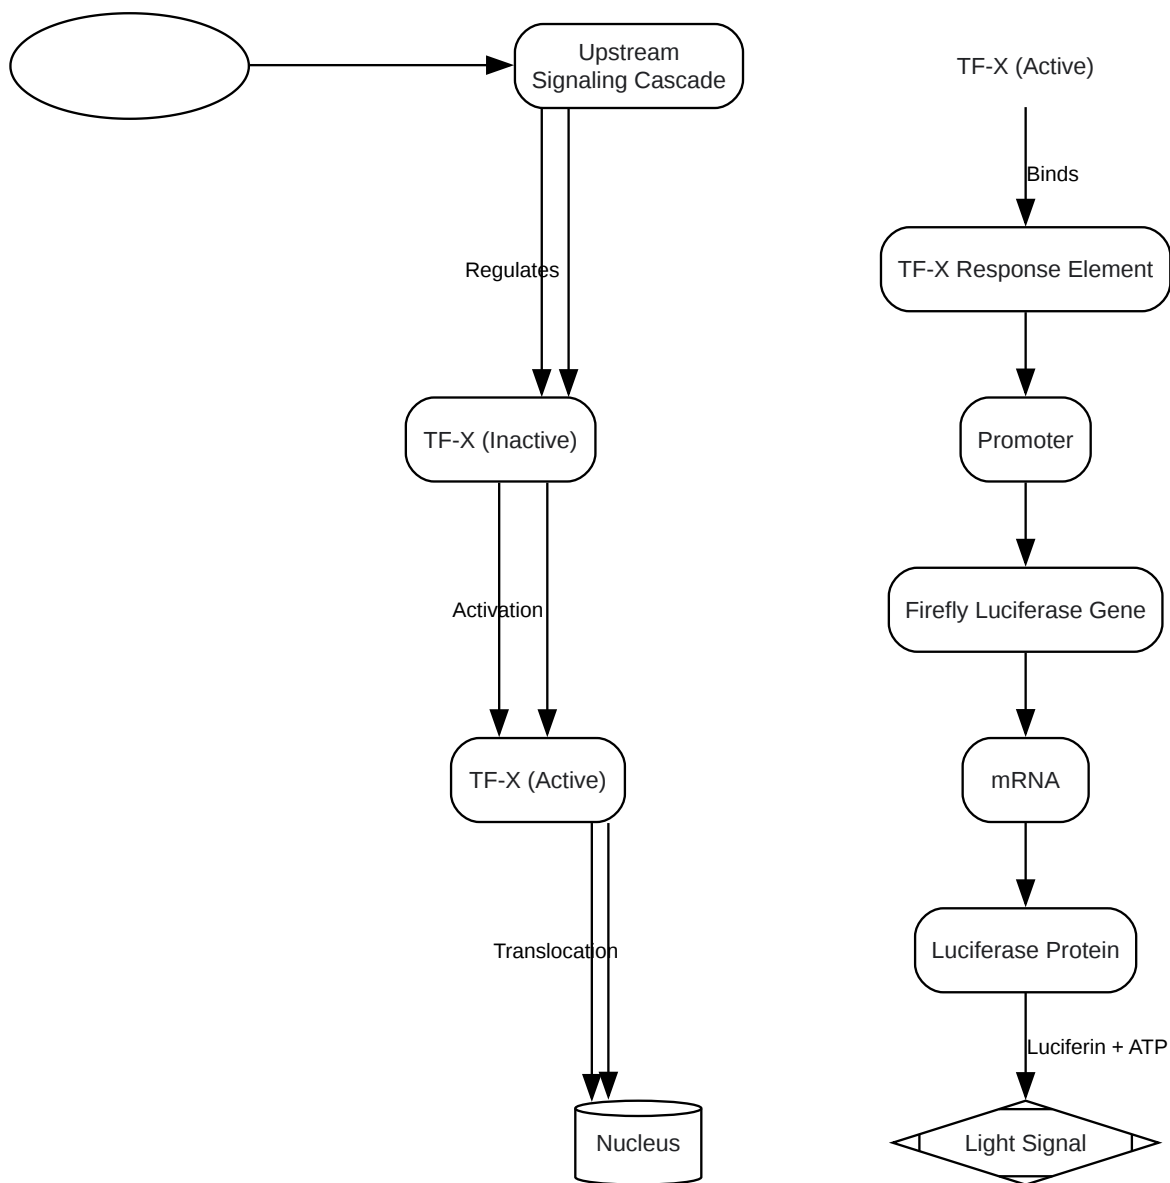 Upstream
Signaling Cascade
Regulates
TF-X (Inactive)
Activation
TF-X (Active)
Translocation
Nucleus
TF-X (Active)
Binds
TF-X Response Element
Promoter
Firefly Luciferase Gene
mRNA
Luciferase Protein
Luciferin + ATP
Light Signal